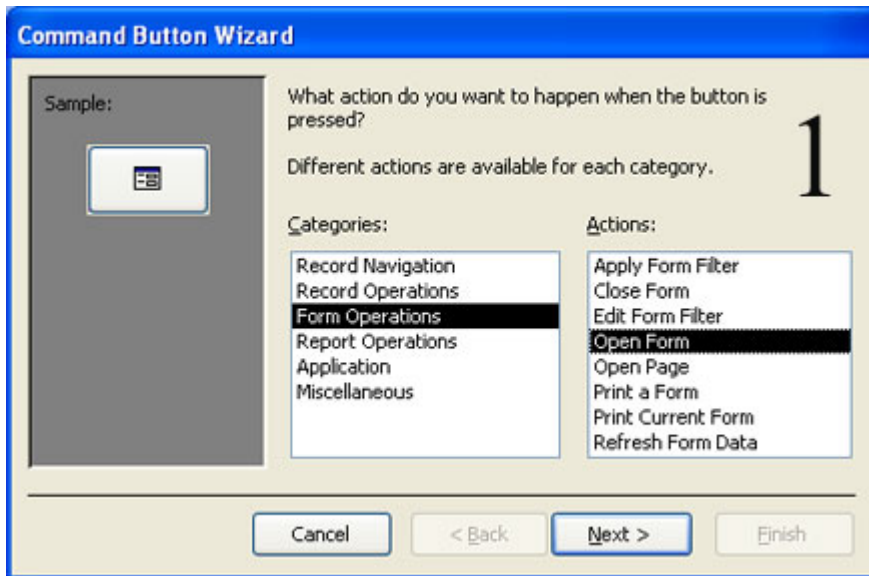 Command Button Wizard
Sample:
What action do you want to happen when the button is
pressed?
1
Different actions are available for each category.
Categories:
Record Navigation
Record Operations
Form Operations
Report Operations
Application
Miscellaneous
Actions:
Apply Form Filter
Close Form
Edit Form Filter
Open Form
Open Page
Print a Form
Print Current Form
Refresh Form Data
Cancel
< Back
Next >
Finish